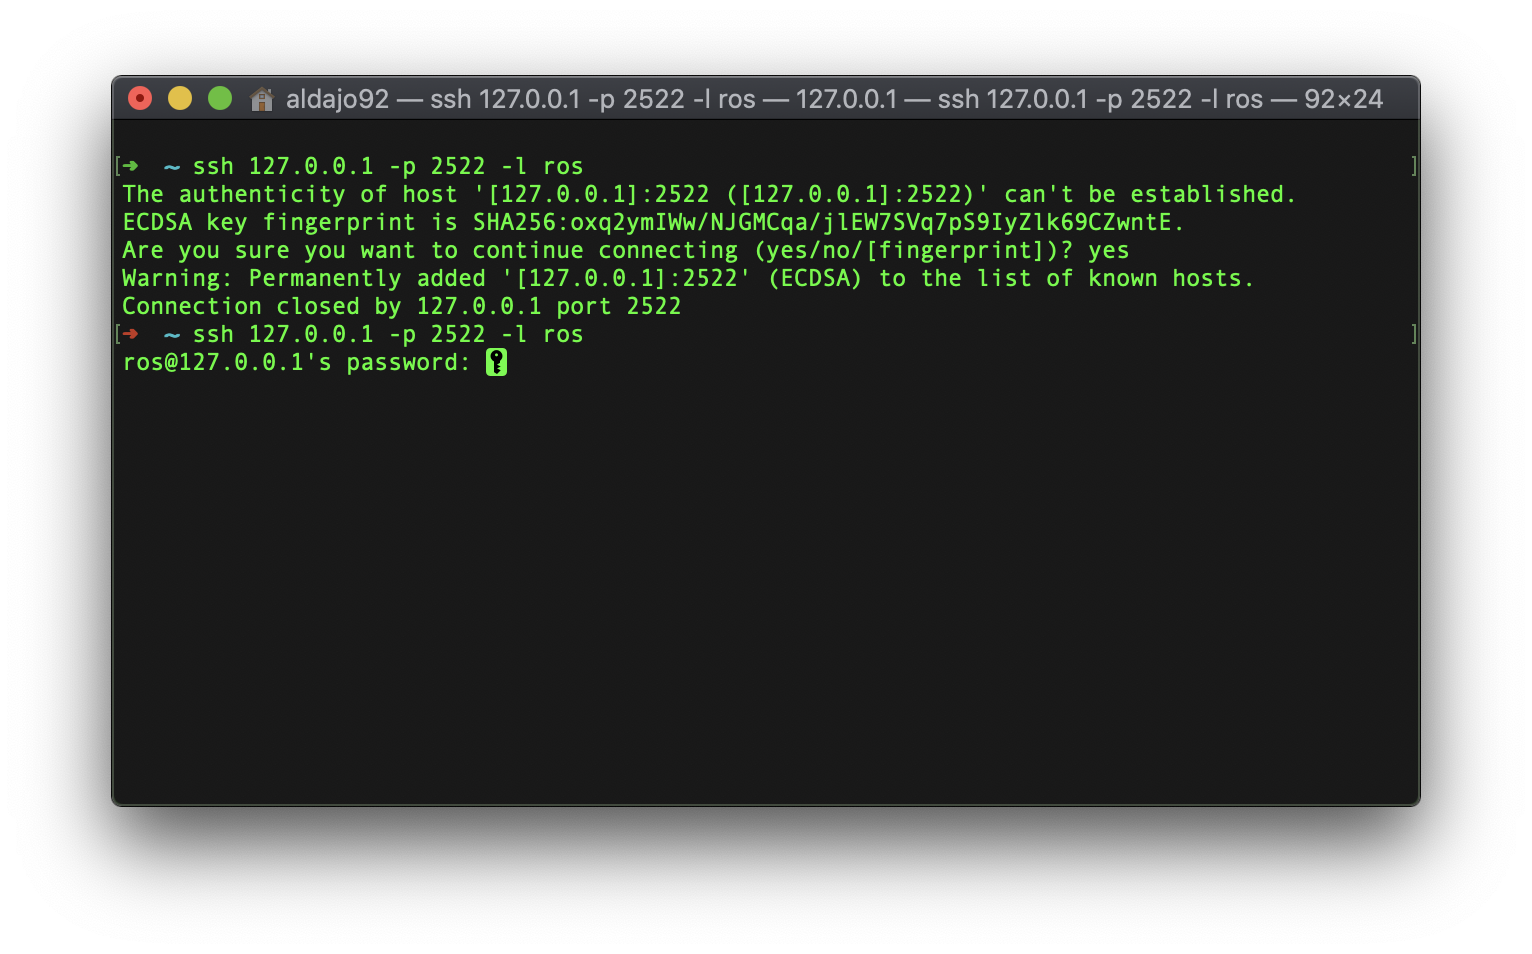 aldajo92 — ssh 127.0.0.1 -p 2522 -l ros — 127.0.0.1 — ssh 127.0.0.1 -p 2522 -l ros — 92×24
[➜  ~ ssh 127.0.0.1 -p 2522 -l ros ]
The authenticity of host '[127.0.0.1]:2522 ([127.0.0.1]:2522)' can't be established.
ECDSA key fingerprint is SHA256:oxq2ymIWw/NJGMCqa/jlEW7SVq7pS9IyZlk69CZwntE.
Are you sure you want to continue connecting (yes/no/[fingerprint])? yes
Warning: Permanently added '[127.0.0.1]:2522' (ECDSA) to the list of known hosts.
Connection closed by 127.0.0.1 port 2522
[➜  ~ ssh 127.0.0.1 -p 2522 -l ros ]
ros@127.0.0.1's password: